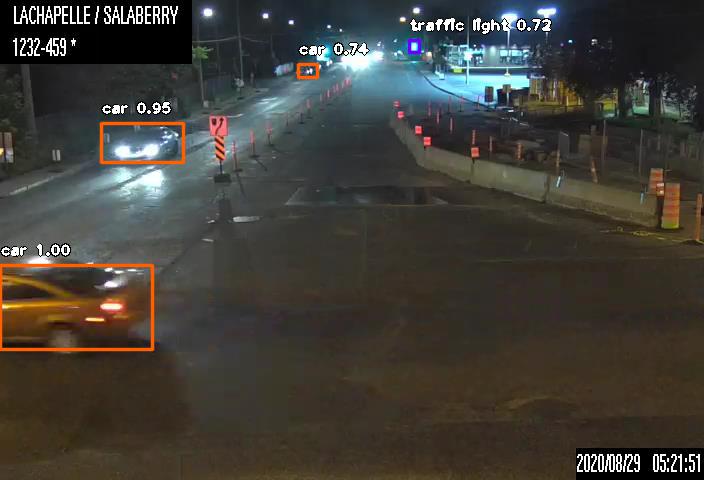 LACHAPELLE / SALABERRY
1232-459 *
traffic light 0.72
car 0.74
car 0.95
car 1.00
2020/08/29 05:21:51